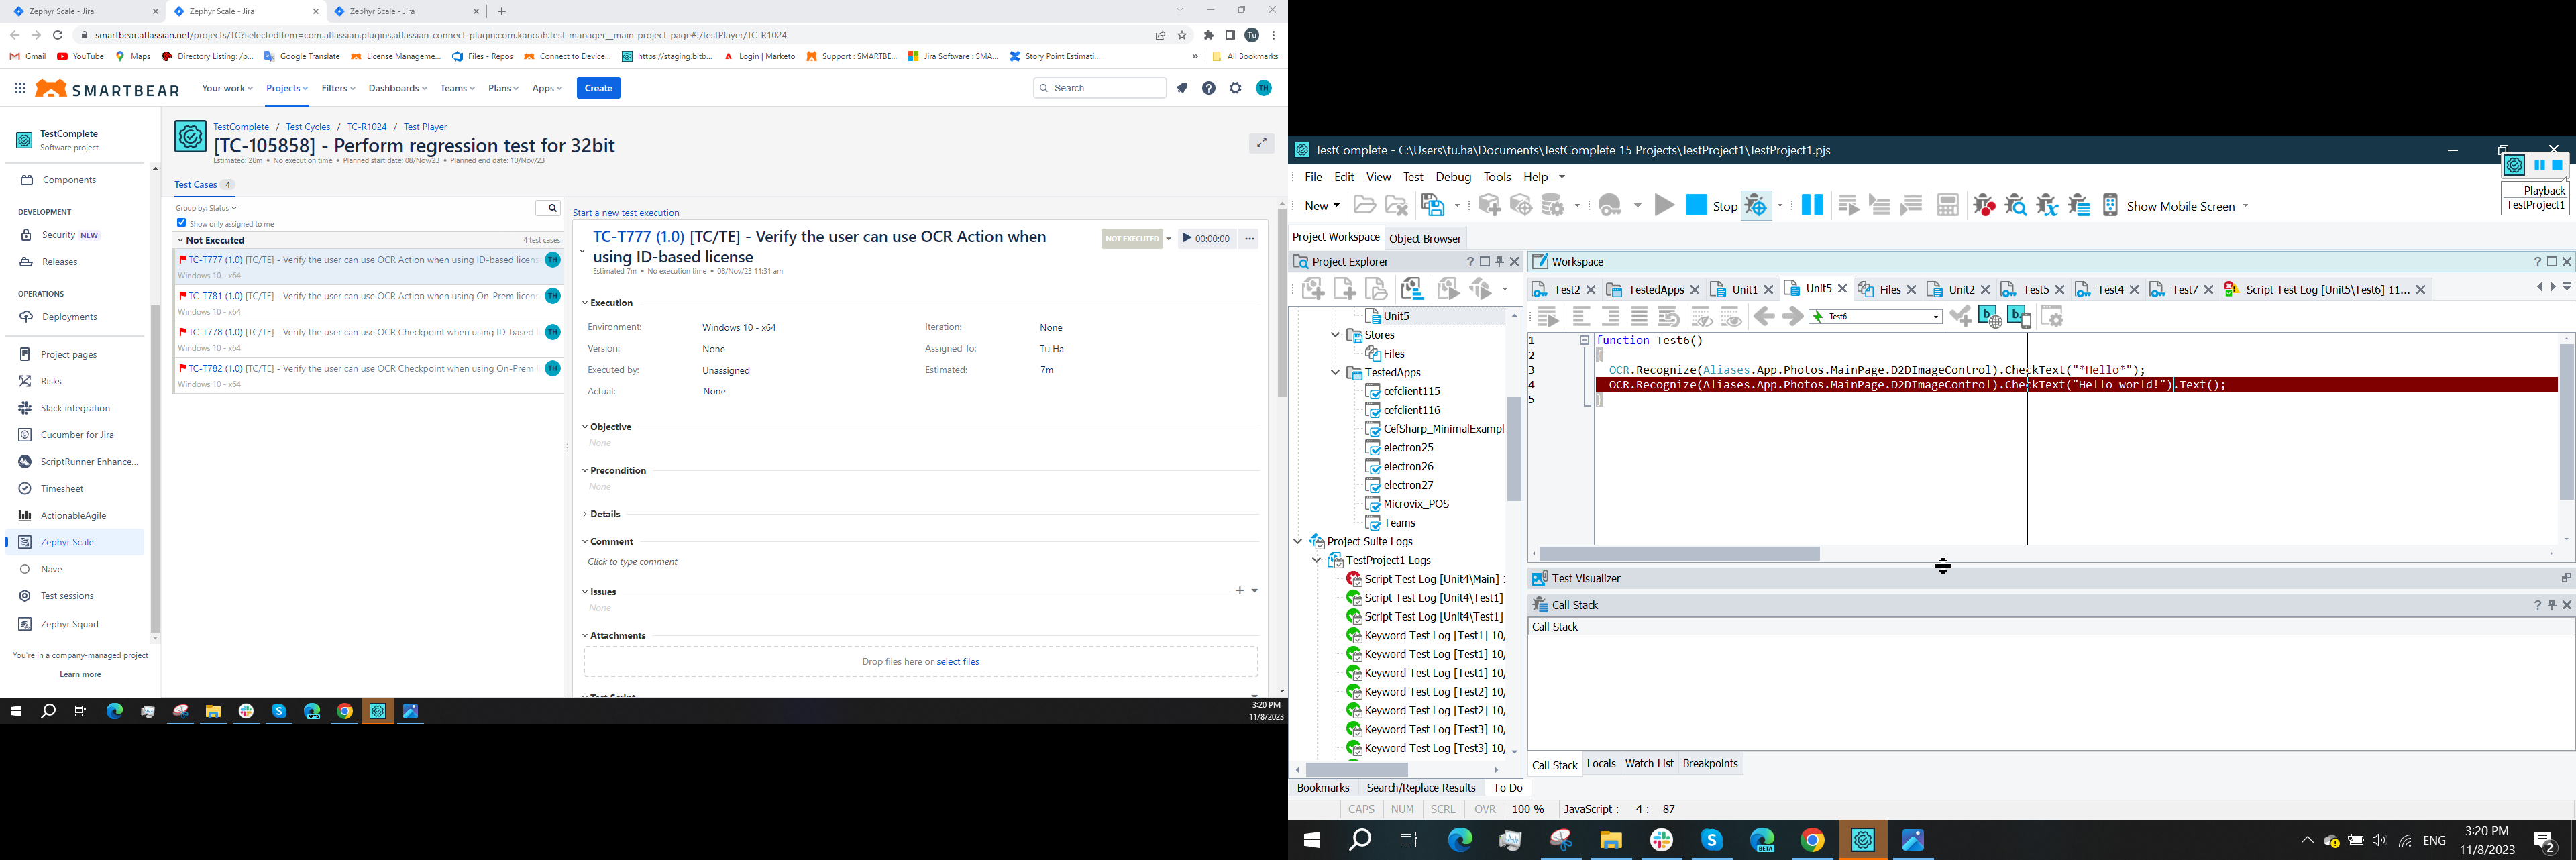 Zephyr Scale - Jira
Zephyr Scale - Jira
Zephyr Scale - Jira
smartbear.atlassian.net/projects/TC?selectedItem=com.atlassian.plugins.atlassian-connect-plugin:com.kanoah.test-manager__main-project-page#!/testPlayer/TC-R1024
Tu
Gmail YouTube Maps Directory Listing: /p... Google Translate License Manageme... Files - Repos Connect to Device... https://staging.bitb... Login | Marketo Support : SMARTBE... Jira Software : SMA... Story Point Estimati... » All Bookmarks
SMARTBEAR Your work Projects Filters Dashboards Teams Plans Apps Create Search TH
TestComplete
Software project
Components
DEVELOPMENT
Security NEW
Releases
OPERATIONS
Deployments
Project pages
Risks
Slack integration
Cucumber for Jira
ScriptRunner Enhance...
Timesheet
ActionableAgile
Zephyr Scale
Nave
Test sessions
Zephyr Squad
You're in a company-managed project
Learn more
TestComplete / Test Cycles / TC-R1024 / Test Player
[TC-105858] - Perform regression test for 32bit
Estimated: 28m • No execution time • Planned start date: 08/Nov/23 • Planned end date: 10/Nov/23
Test Cases 4
Group by: Status
Show only assigned to me
Not Executed 4 test cases
TC-T777 (1.0) [TC/TE] - Verify the user can use OCR Action when using ID-based licens TH
Windows 10 - x64
TC-T781 (1.0) [TC/TE] - Verify the user can use OCR Action when using On-Prem licen TH
Windows 10 - x64
TC-T778 (1.0) [TC/TE] - Verify the user can use OCR Checkpoint when using ID-based TH
Windows 10 - x64
TC-T782 (1.0) [TC/TE] - Verify the user can use OCR Checkpoint when using On-Prem TH
Windows 10 - x64
Start a new test execution
TC-T777 (1.0) [TC/TE] - Verify the user can use OCR Action when
using ID-based license
NOT EXECUTED 00:00:00
Estimated 7m • No execution time • 08/Nov/23 11:31 am
Execution
Environment: Windows 10 - x64 Iteration: None
Version: None Assigned To: Tu Ha
Executed by: Unassigned Estimated: 7m
Actual: None
Objective
None
Precondition
None
Details
Comment
Click to type comment
Issues
None
Attachments
Drop files here or select files
Test Script
3:20 PM
11/8/2023
TestComplete - C:\Users\tu.ha\Documents\TestComplete 15 Projects\TestProject1\TestProject1.pjs
Playback
TestProject1
File Edit View Test Debug Tools Help
New Stop Show Mobile Screen
Project Workspace Object Browser
Project Explorer
Unit5
Stores
Files
TestedApps
cefclient115
cefclient116
CefSharp_MinimalExampl
electron25
electron26
electron27
Microvix_POS
Teams
Project Suite Logs
TestProject1 Logs
Script Test Log [Unit4\Main]
Script Test Log [Unit4\Test1]
Script Test Log [Unit4\Test1]
Keyword Test Log [Test1] 10/
Keyword Test Log [Test1] 10/
Keyword Test Log [Test1] 10/
Keyword Test Log [Test2] 10/
Keyword Test Log [Test2] 10/
Keyword Test Log [Test3] 10/
Keyword Test Log [Test3] 10/
Bookmarks Search/Replace Results To Do
Workspace
Test2 TestedApps Unit1 Unit5 Files Unit2 Test5 Test4 Test7 Script Test Log [Unit5\Test6] 11...
Test6
1 function Test6()
2 {
3 OCR.Recognize(Aliases.App.Photos.MainPage.D2DImageControl).CheckText("*Hello*");
4 OCR.Recognize(Aliases.App.Photos.MainPage.D2DImageControl).CheckText("Hello world!").Text();
5 }
Test Visualizer
Call Stack
Call Stack
Call Stack Locals Watch List Breakpoints
CAPS NUM SCRL OVR 100 % JavaScript : 4 : 87
BETA
ENG
3:20 PM
11/8/2023
2